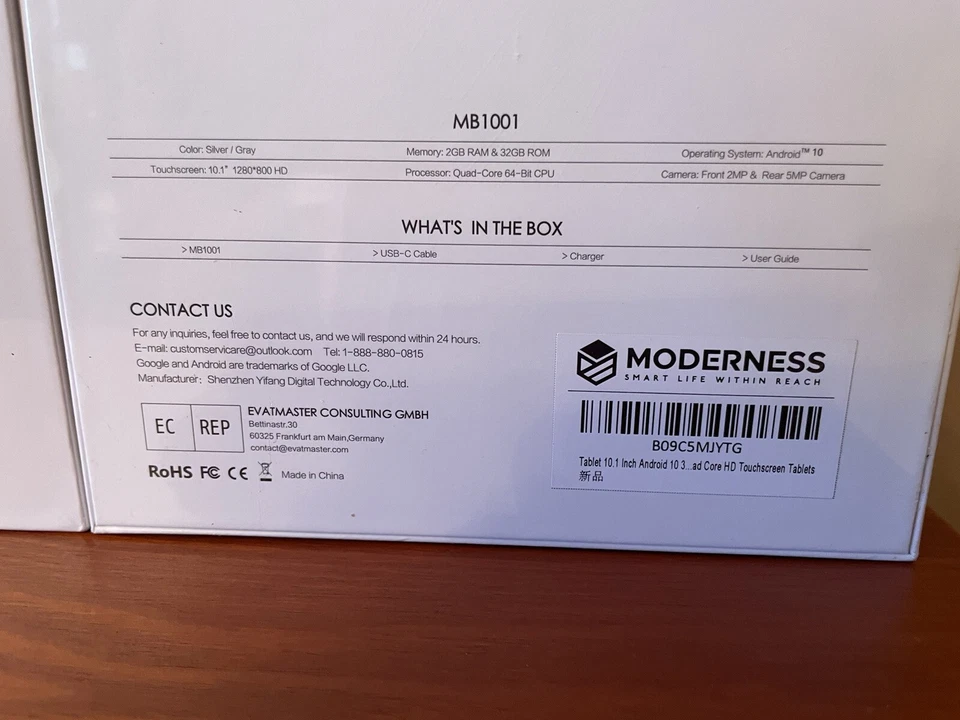 MB1001
Color: Silver / Gray Memory: 2GB RAM & 32GB ROM Operating System: Android™ 10
Touchscreen: 10.1" 1280*800 HD Processor: Quad-Core 64-Bit CPU Camera: Front 2MP & Rear 5MP Camera
WHAT'S IN THE BOX
> MB1001 > USB-C Cable > Charger > User Guide
CONTACT US
For any inquiries, feel free to contact us, and we will respond within 24 hours.
E-mail: customservicare@outlook.com Tel: 1-888-880-0815
Google and Android are trademarks of Google LLC.
Manufacturer: Shenzhen Yifang Digital Technology Co.,Ltd.
EC REP
EVATMASTER CONSULTING GMBH
Bettinastr.30
60325 Frankfurt am Main,Germany
contact@evatmaster.com
RoHS FC CE Made in China
MODERNESS
SMART LIFE WITHIN REACH
B09C5MJYTG
Tablet 10.1 Inch Android 10 3...ad Core HD Touchscreen Tablets
新品